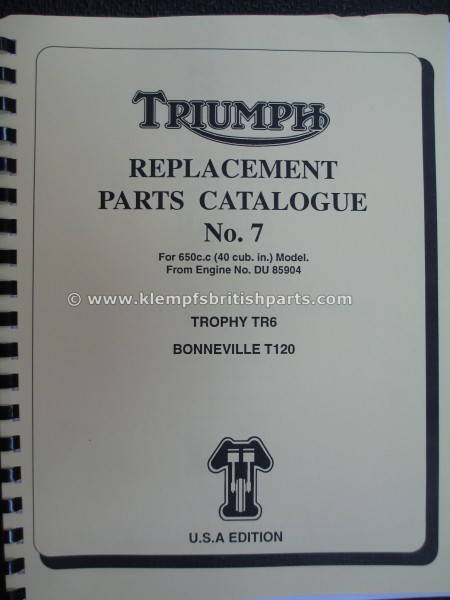 TRIUMPH
REPLACEMENT
PARTS CATALOGUE
No. 7
For 650c.c (40 cub. in.) Model.
From Engine No. DU 85904
© www.klempfsbritishparts.com
TROPHY TR6
BONNEVILLE T120
U.S.A EDITION